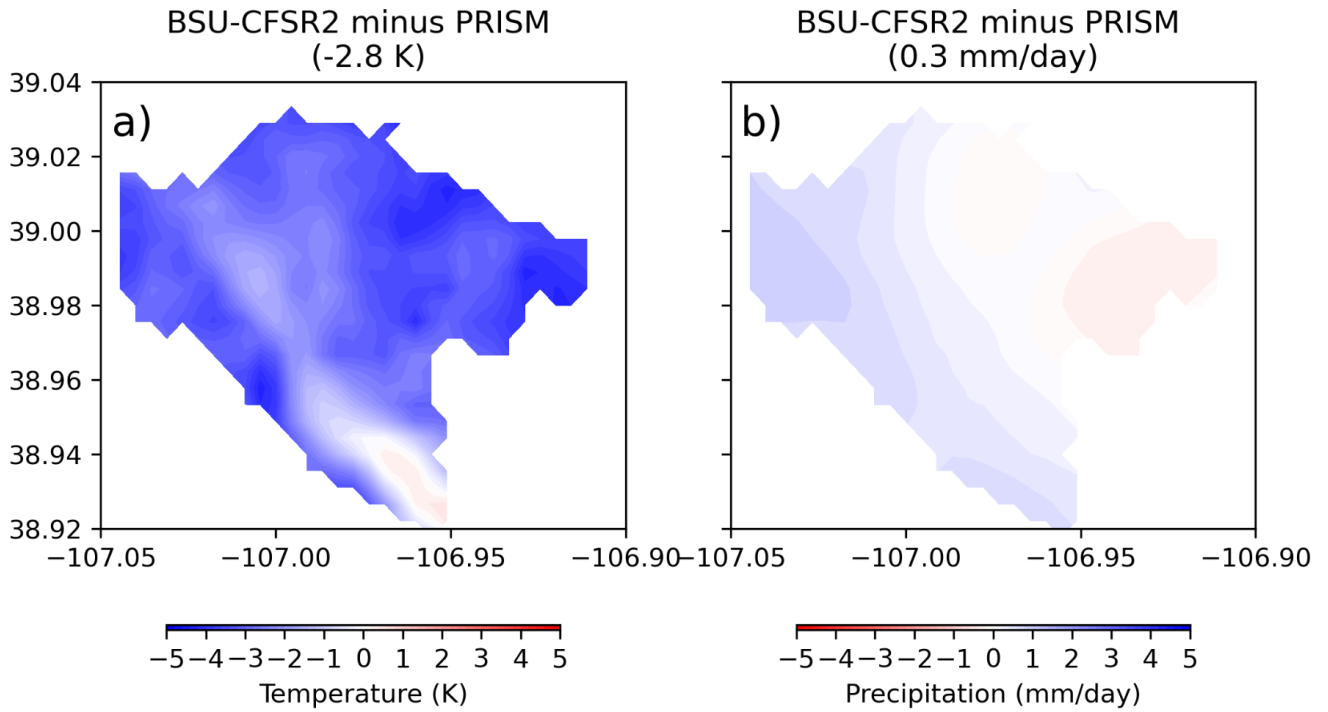 BSU-CFSR2 minus PRISM
(-2.8 K)
BSU-CFSR2 minus PRISM
(0.3 mm/day)
a)
b)
39.04
39.02
39.00
38.98
38.96
38.94
38.92
−107.05 −107.00 −106.95 −106.90
−107.05 −107.00 −106.95 −106.90
−5 −4 −3 −2 −1 0 1 2 3 4 5
Temperature (K)
−5 −4 −3 −2 −1 0 1 2 3 4 5
Precipitation (mm/day)